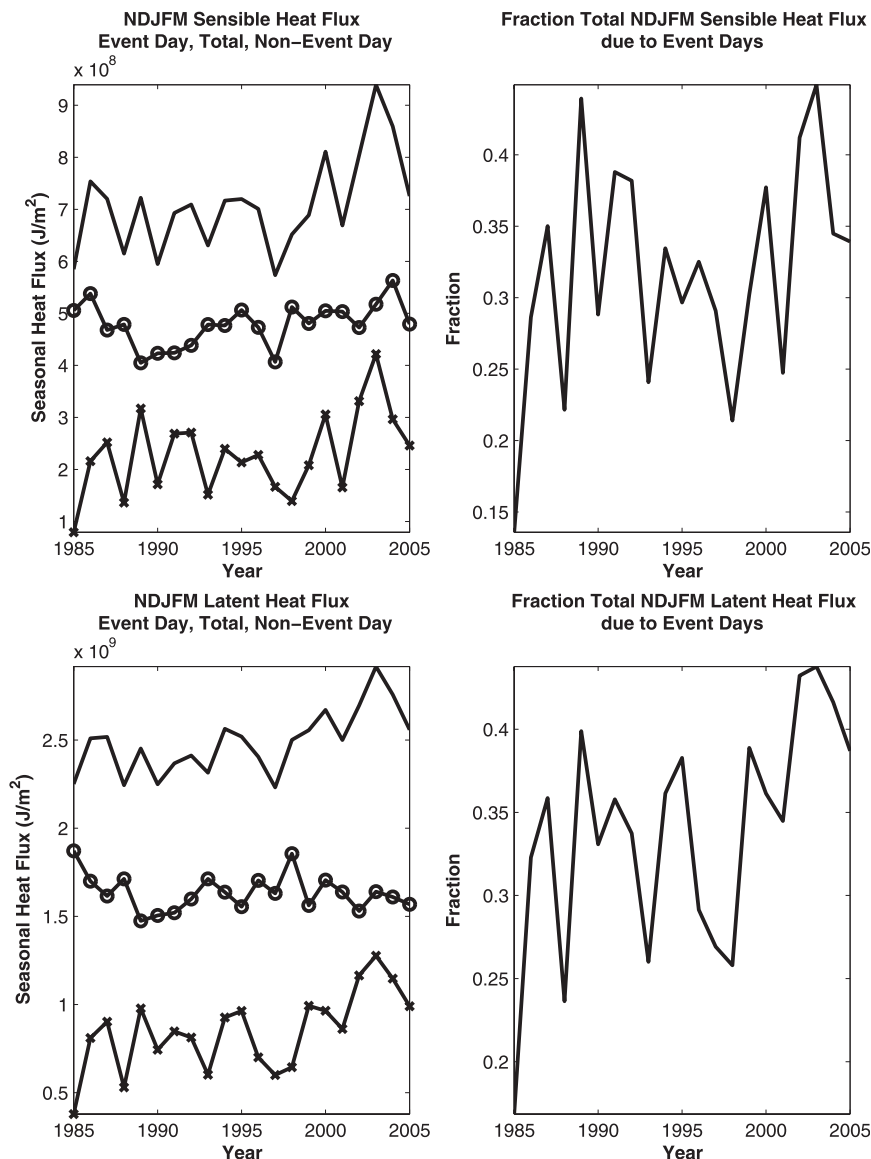 NDJFM Sensible Heat Flux
Event Day, Total, Non−Event Day
x 10^8
9
8
7
6
5
4
3
2
1
Seasonal Heat Flux (J/m²)
1985 1990 1995 2000 2005
Year
Fraction Total NDJFM Sensible Heat Flux
due to Event Days
0.4
0.35
0.3
0.25
0.2
0.15
Fraction
1985 1990 1995 2000 2005
Year
NDJFM Latent Heat Flux
Event Day, Total, Non−Event Day
x 10^9
2.5
2
1.5
1
0.5
Seasonal Heat Flux (J/m²)
1985 1990 1995 2000 2005
Year
Fraction Total NDJFM Latent Heat Flux
due to Event Days
0.4
0.35
0.3
0.25
0.2
Fraction
1985 1990 1995 2000 2005
Year